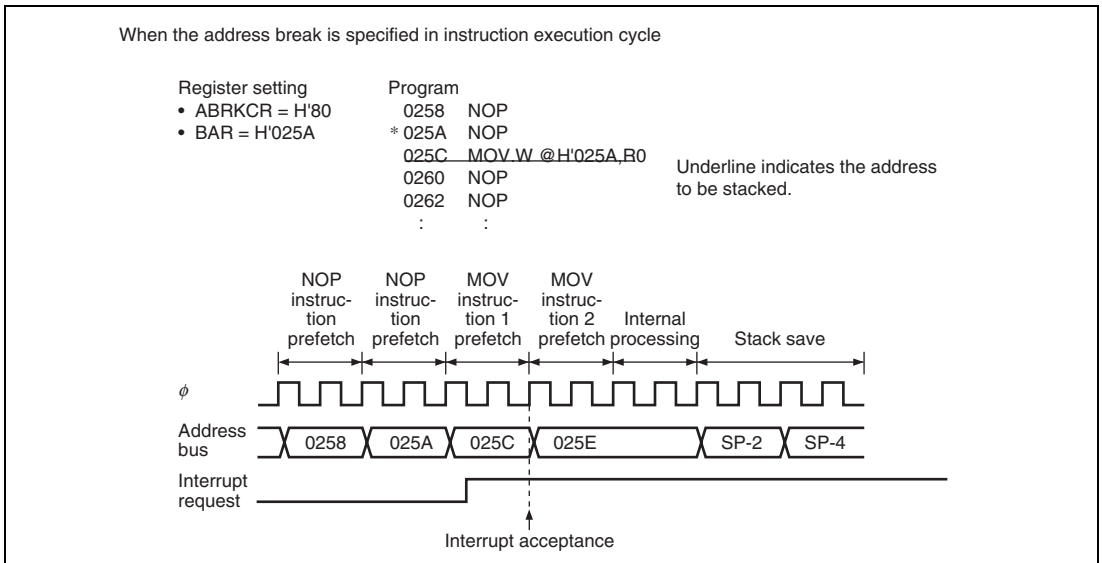 When the address break is specified in instruction execution cycle
Register setting
• ABRKCR = H'80
• BAR = H'025A
Program
0258 NOP
* 025A NOP
025C MOV.W @H'025A,R0
0260 NOP
0262 NOP
: :
Underline indicates the address
to be stacked.
NOP
instruc-
tion
prefetch
NOP
instruc-
tion
prefetch
MOV
instruc-
tion 1
prefetch
MOV
instruc-
tion 2
prefetch
Internal
processing
Stack save
ϕ
Address
bus
0258 025A 025C 025E SP-2 SP-4
Interrupt
request
Interrupt acceptance